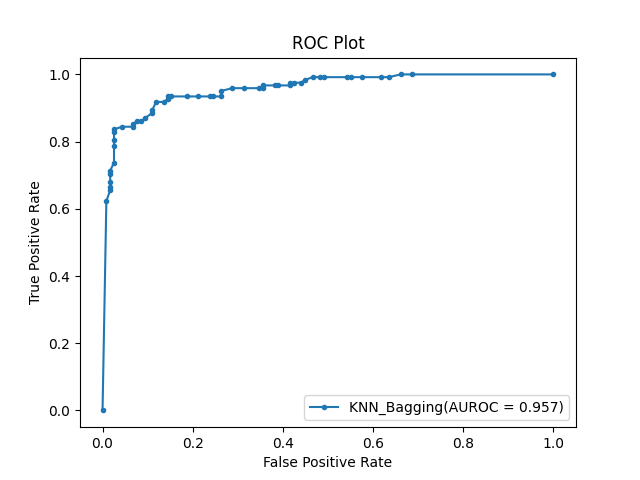 ROC Plot
True Positive Rate
1.0
0.8
0.6
0.4
0.2
0.0
KNN_Bagging(AUROC = 0.957)
0.0 0.2 0.4 0.6 0.8 1.0
False Positive Rate